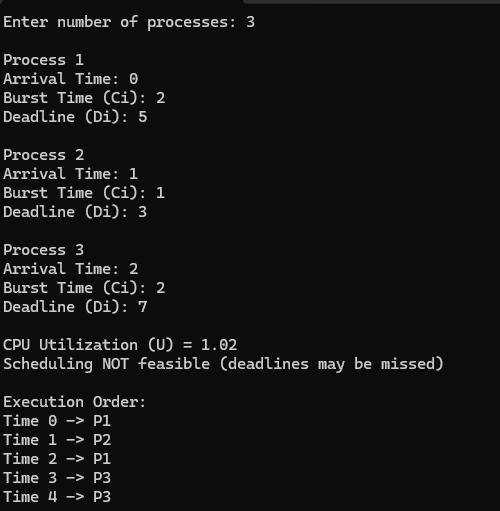 Enter number of processes: 3
Process 1
Arrival Time: 0
Burst Time (Ci): 2
Deadline (Di): 5
Process 2
Arrival Time: 1
Burst Time (Ci): 1
Deadline (Di): 3
Process 3
Arrival Time: 2
Burst Time (Ci): 2
Deadline (Di): 7
CPU Utilization (U) = 1.02
Scheduling NOT feasible (deadlines may be missed)
Execution Order:
Time 0 -> P1
Time 1 -> P2
Time 2 -> P1
Time 3 -> P3
Time 4 -> P3